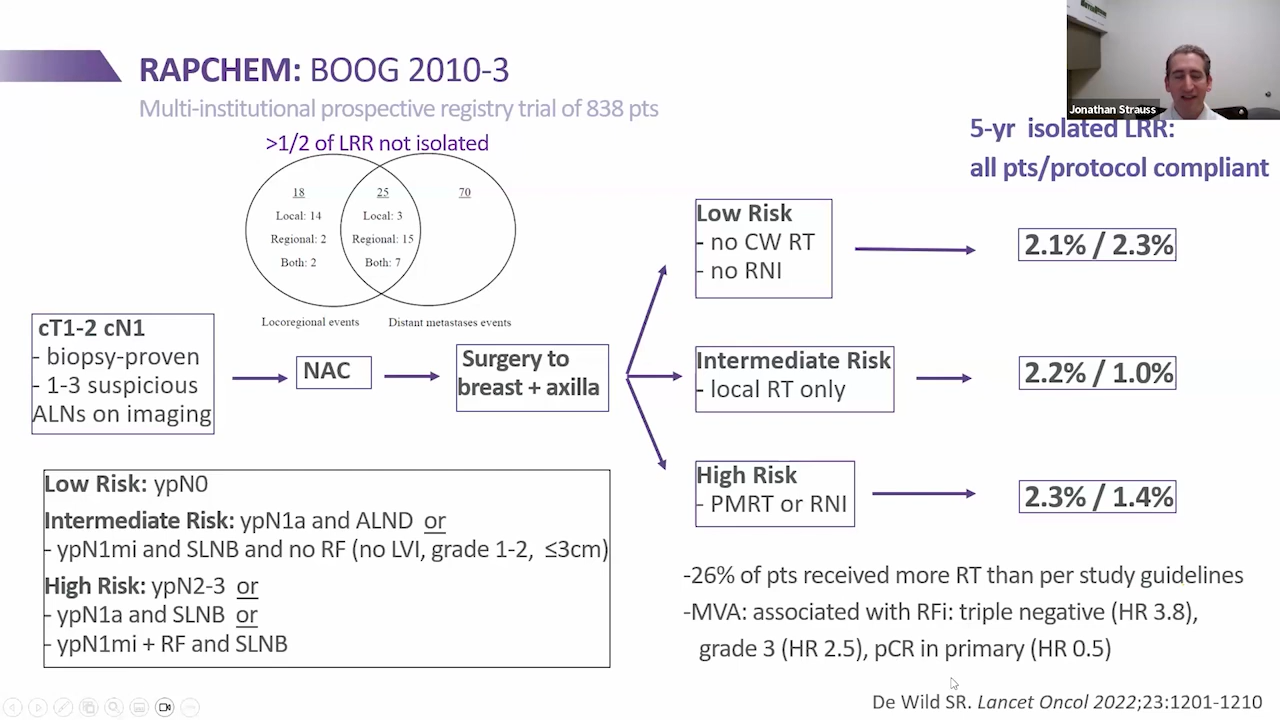 RAPCHEM: BOOG 2010-3
Multi-institutional prospective registry trial of 838 pts
Jonathan Strauss
>1/2 of LRR not isolated
18
Local: 14
Regional: 2
Both: 2
25
Local: 3
Regional: 15
Both: 7
70
Locoregional events
Distant metastases events
5-yr isolated LRR:
all pts/protocol compliant
cT1-2 cN1
- biopsy-proven
- 1-3 suspicious
ALNs on imaging
NAC
Surgery to
breast + axilla
Low Risk
- no CW RT
- no RNI
2.1% / 2.3%
Intermediate Risk
- local RT only
2.2% / 1.0%
High Risk
- PMRT or RNI
2.3% / 1.4%
Low Risk: ypN0
Intermediate Risk: ypN1a and ALND or
- ypN1mi and SLNB and no RF (no LVI, grade 1-2, ≤3cm)
High Risk: ypN2-3 or
- ypN1a and SLNB or
- ypN1mi + RF and SLNB
-26% of pts received more RT than per study guidelines
-MVA: associated with RFi: triple negative (HR 3.8),
grade 3 (HR 2.5), pCR in primary (HR 0.5)
De Wild SR. Lancet Oncol 2022;23:1201-1210